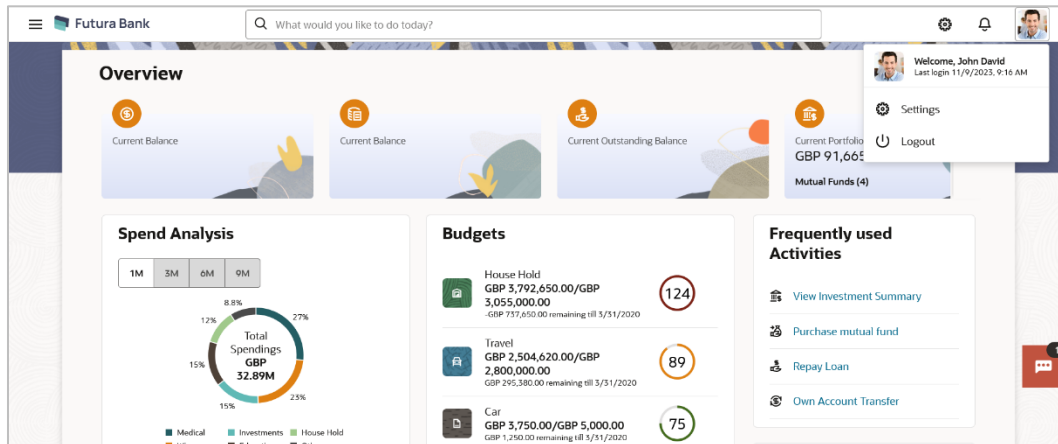 Futura Bank
What would you like to do today?
Welcome, John David
Last login 11/9/2023, 9:16 AM
Settings
Logout
Overview
Current Balance
Current Balance
Current Outstanding Balance
Current Portfolio
GBP 91,665
Mutual Funds (4)
Spend Analysis
1M 3M 6M 9M
8.8%
27%
12%
15%
15%
23%
Total
Spendings
GBP
32.89M
Medical Investments House Hold
Budgets
House Hold
GBP 3,792,650.00/GBP
3,055,000.00
-GBP 737,650.00 remaining till 3/31/2020
124
Travel
GBP 2,504,620.00/GBP
2,800,000.00
GBP 295,380.00 remaining till 3/31/2020
89
Car
GBP 3,750.00/GBP 5,000.00
GBP 1,250.00 remaining till 3/31/2020
75
Frequently used
Activities
View Investment Summary
Purchase mutual fund
Repay Loan
Own Account Transfer